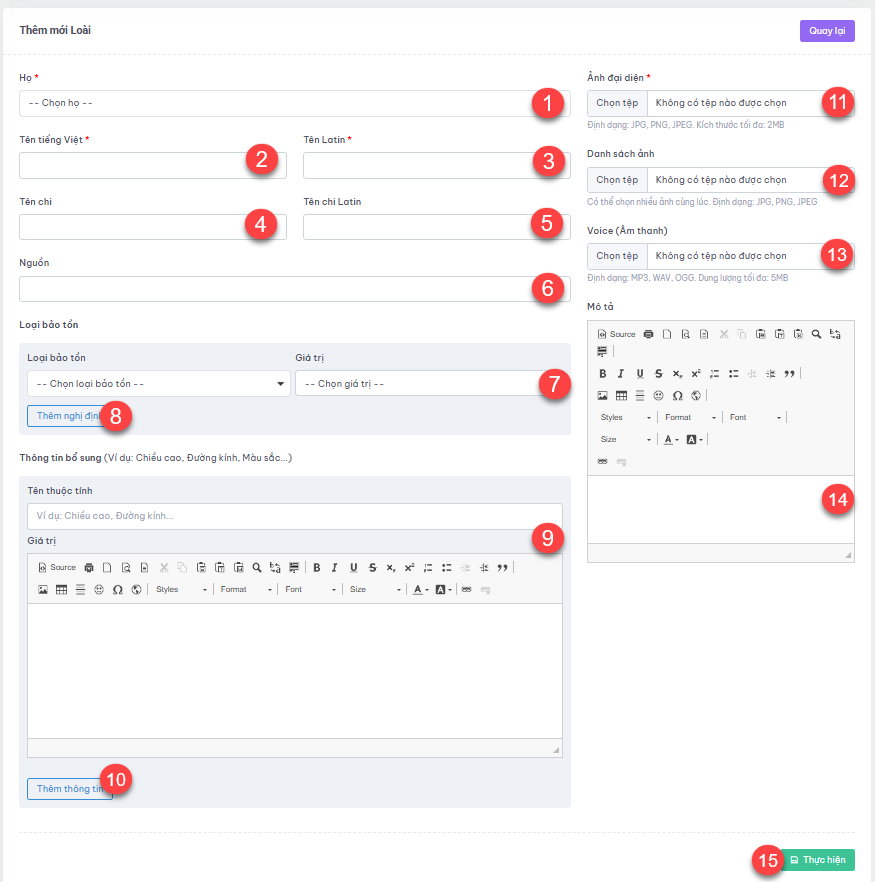 Thêm mới Loài
Quay lại
Họ *
-- Chọn họ --
1
Tên tiếng Việt *
Tên Latin *
2
3
Tên chi
Tên chi Latin
4
5
Nguồn
6
Loại bảo tồn
Loại bảo tồn
Giá trị
-- Chọn loại bảo tồn --
-- Chọn giá trị --
7
Thêm nghị địn
8
Thông tin bổ sung (Ví dụ: Chiều cao, Đường kính, Màu sắc...)
Tên thuộc tính
Ví dụ: Chiều cao, Đường kính...
9
Giá trị
Source
Styles Format Font Size
Thêm thông tin
10
Ảnh đại diện *
Chọn tệp Không có tệp nào được chọn
11
Định dạng: JPG, PNG, JPEG. Kích thước tối đa: 2MB
Danh sách ảnh
Chọn tệp Không có tệp nào được chọn
12
Có thể chọn nhiều ảnh cùng lúc. Định dạng: JPG, PNG, JPEG
Voice (Âm thanh)
Chọn tệp Không có tệp nào được chọn
13
Định dạng: MP3, WAV, OGG. Dung lượng tối đa: 5MB
Mô tả
Source
Styles Format Font
Size
14
15
Thực hiện